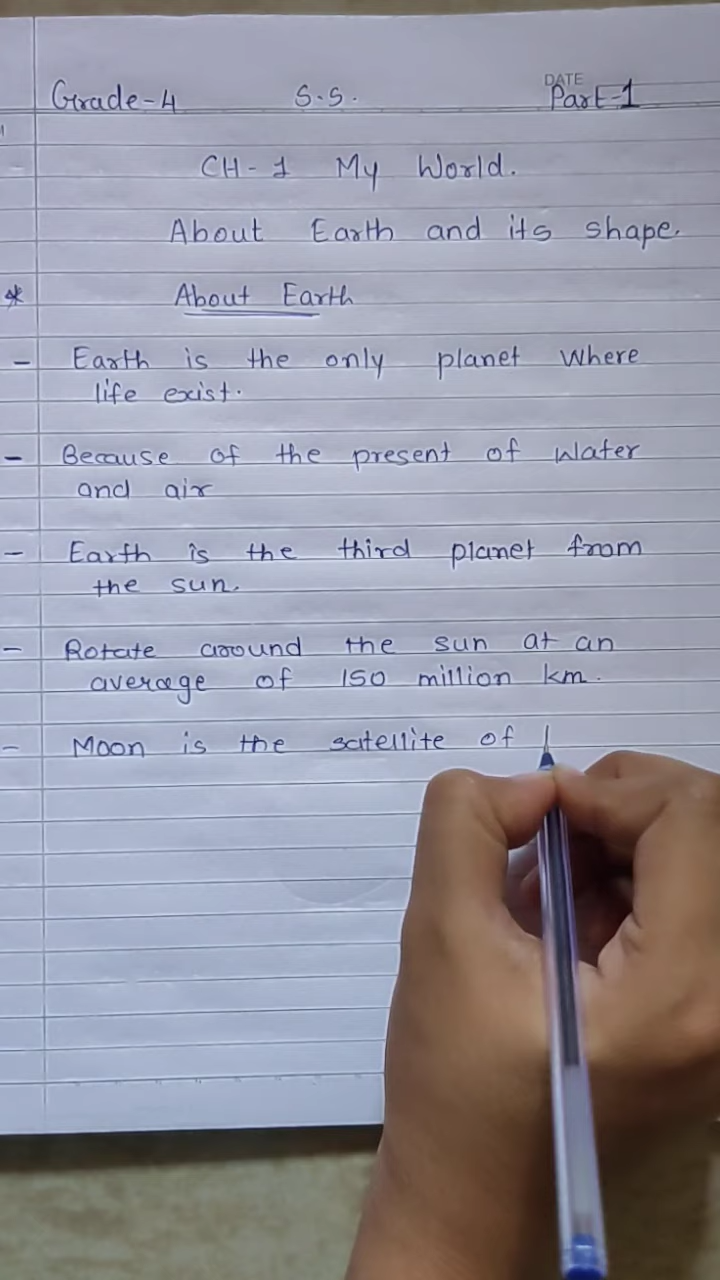 DATE
Grade-4 S.S. Part-1
CH-1 My World.
About Earth and its shape.
* About Earth
- Earth is the only planet where
life exist.
- Because of the present of water
and air
- Earth is the third planet from
the sun.
- Rotate around the sun at an
average of 150 million km.
- Moon is the satellite of